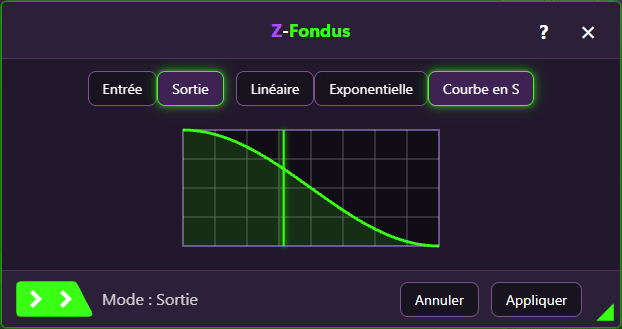 Z-Fondus ? ✕
Entrée Sortie Linéaire Exponentielle Courbe en S
Mode : Sortie Annuler Appliquer